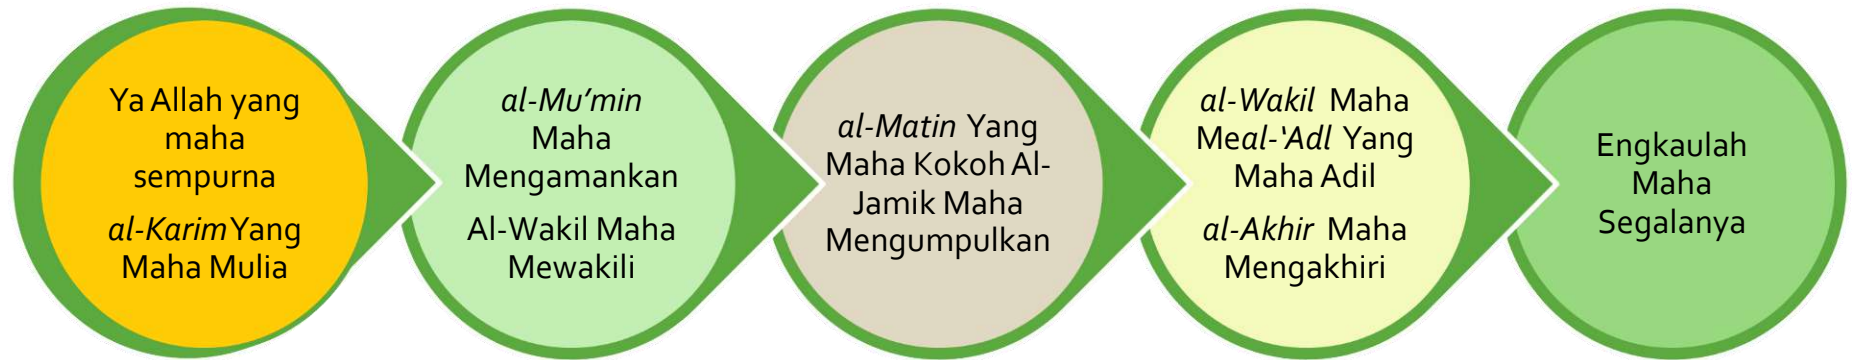 Ya Allah yang
maha
sempurna
al-Karim Yang
Maha Mulia
al-Mu’min
Maha
Mengamankan
Al-Wakil Maha
Mewakili
al-Matin Yang
Maha Kokoh Al-
Jamik Maha
Mengumpulkan
al-Wakil Maha
Meal-‘Adl Yang
Maha Adil
al-Akhir Maha
Mengakhiri
Engkaulah
Maha
Segalanya